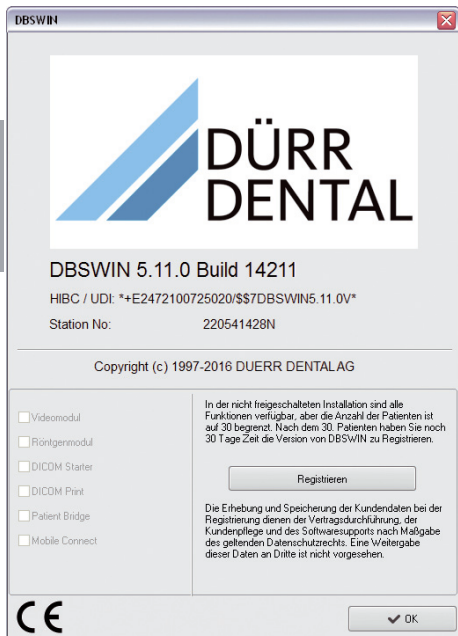 DBSWIN
DÜRR
DENTAL
DBSWIN 5.11.0 Build 14211
HIBC / UDI: *+E2472100725020/$$7DBSWIN5.11.0V*
Station No: 220541428N
Copyright (c) 1997-2016 DUERR DENTAL AG
Videomodul
Röntgenmodul
DICOM Starter
DICOM Print
Patient Bridge
Mobile Connect
In der nicht freigeschalteten Installation sind alle
Funktionen verfügbar, aber die Anzahl der Patienten ist
auf 30 begrenzt. Nach dem 30. Patienten haben Sie noch
30 Tage Zeit die Version von DBSWIN zu Registrieren.
Registrieren
Die Erhebung und Speicherung der Kundendaten bei der
Registrierung dienen der Vertragsdurchführung, der
Kundenpflege und des Softwaresupports nach Maßgabe
des geltenden Datenschutzrechts. Eine Weitergabe
dieser Daten an Dritte ist nicht vorgesehen.
CE
OK